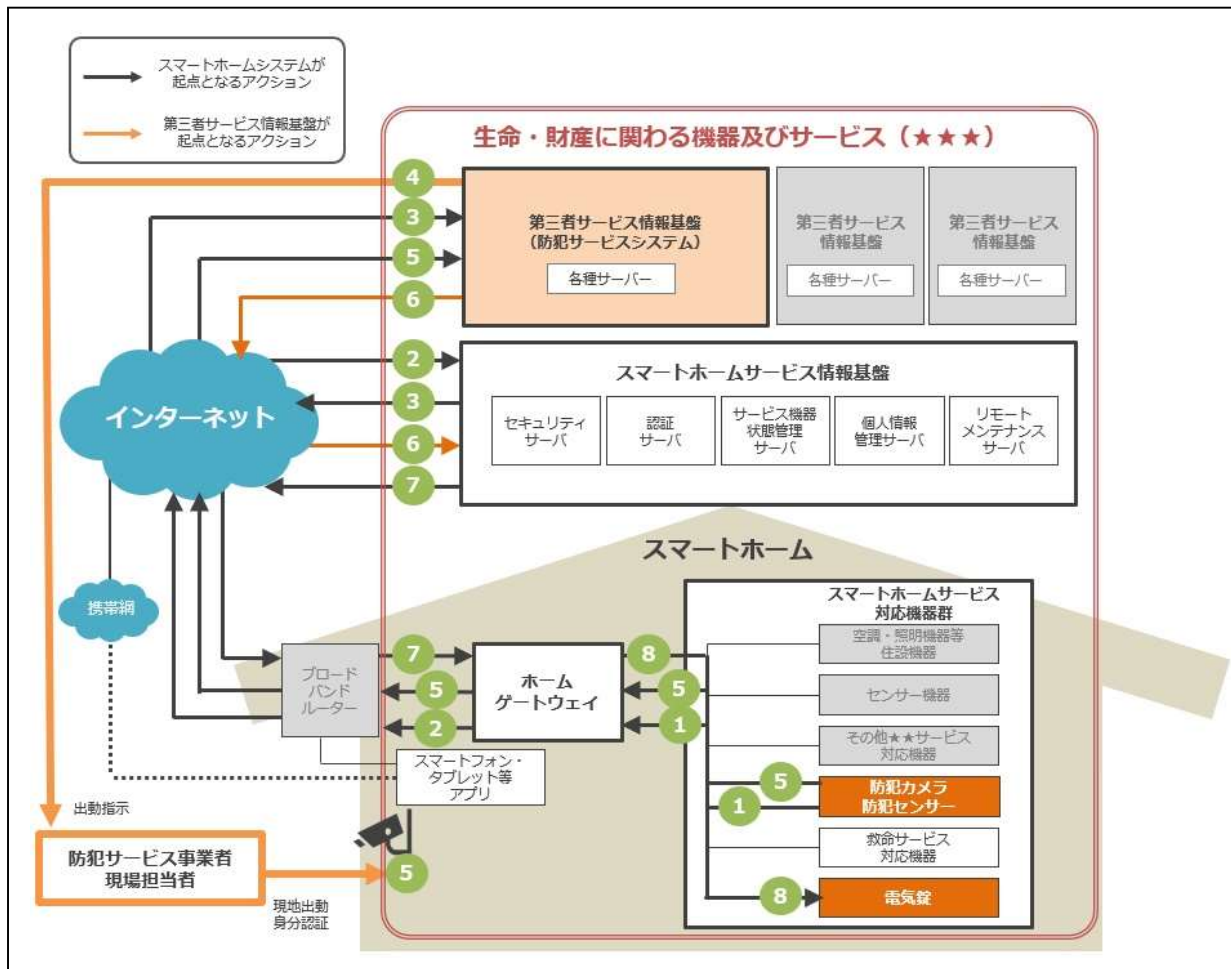 スマートホームシステムが
起点となるアクション
第三者サービス情報基盤が
起点となるアクション
生命・財産に関わる機器及びサービス（★★★）
4
3
5
6
第三者サービス情報基盤
（防犯サービスシステム）
各種サーバー
第三者サービス
情報基盤
各種サーバー
第三者サービス
情報基盤
各種サーバー
インターネット
2
3
6
7
スマートホームサービス情報基盤
セキュリティ
サーバ
認証
サーバ
サービス機器
状態管理
サーバ
個人情報
管理サーバ
リモート
メンテナンス
サーバ
スマートホーム
携帯網
ブロード
バンド
ルーター
7
5
2
ホーム
ゲートウェイ
8
5
1
スマートホームサービス
対応機器群
空調・照明機器等
住設機器
センサー機器
その他★★サービス
対応機器
5
1
防犯カメラ
防犯センサー
救命サービス
対応機器
8
電気錠
スマートフォン・
タブレット等
アプリ
出動指示
防犯サービス事業者
現場担当者
5
現地出動
身分認証